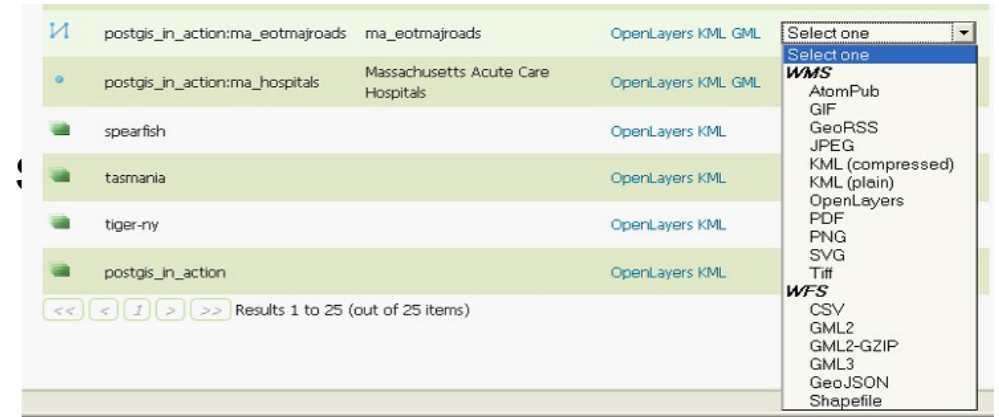 postgis_in_action:ma_eotmajroads ma_eotmajroads OpenLayers KML GML Select one
Select one
postgis_in_action:ma_hospitals Massachusetts Acute Care Hospitals OpenLayers KML GML
spearfish OpenLayers KML
tasmania OpenLayers KML
tiger-ny OpenLayers KML
postgis_in_action OpenLayers KML
<< < 1 > >> Results 1 to 25 (out of 25 items)
WMS
AtomPub
GIF
GeoRSS
JPEG
KML (compressed)
KML (plain)
OpenLayers
PDF
PNG
SVG
Tiff
WFS
CSV
GML2
GML2-GZIP
GML3
GeoJSON
Shapefile